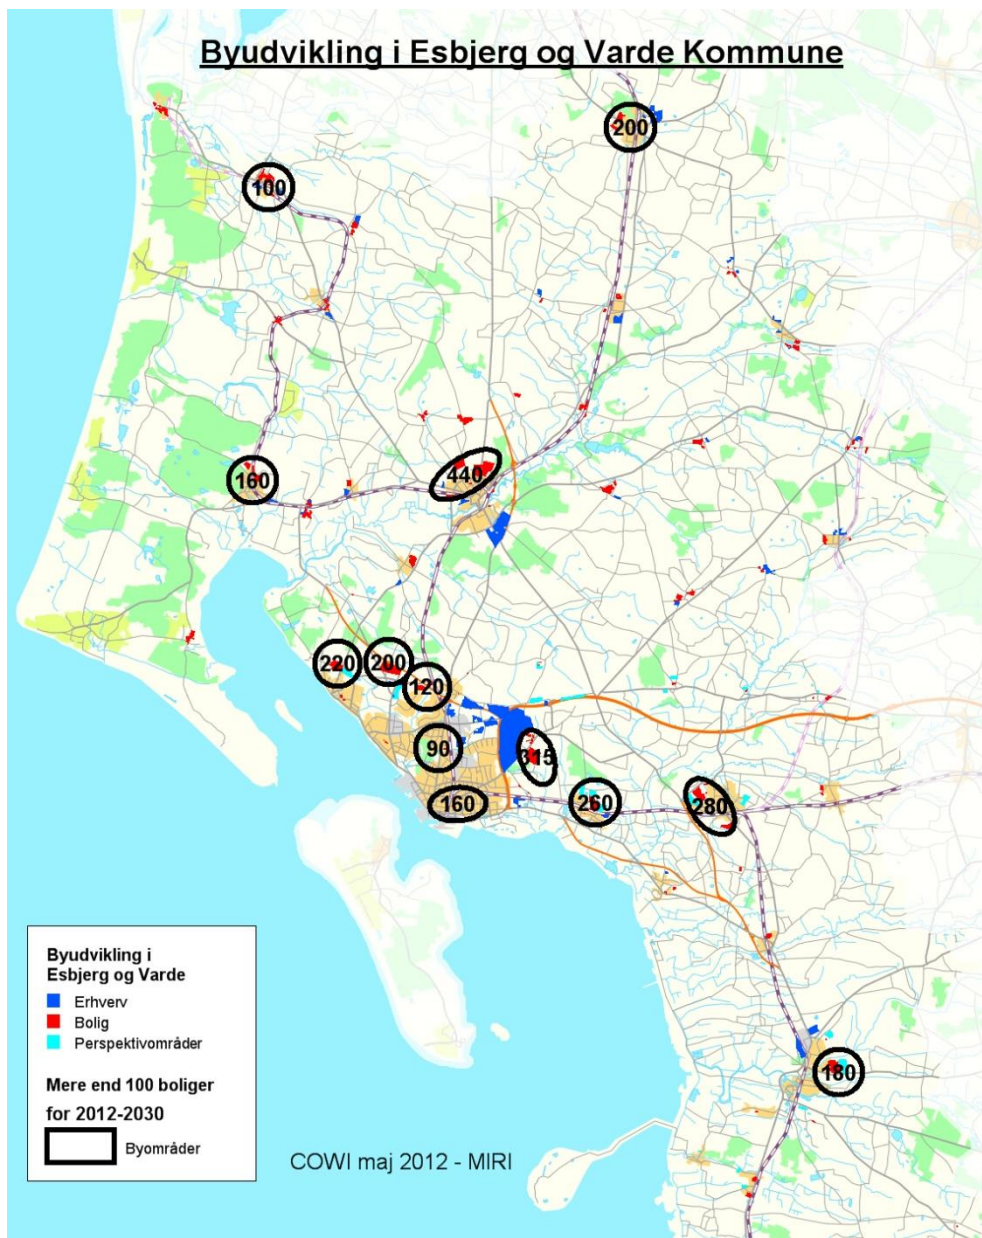 Byudvikling i Esbjerg og Varde Kommune
200
100
160
440
220
200
120
90
315
160
260
280
180
Byudvikling i
Esbjerg og Varde
Erhverv
Bolig
Perspektivområder
Mere end 100 boliger
for 2012-2030
Byområder
COWI maj 2012 - MIRI